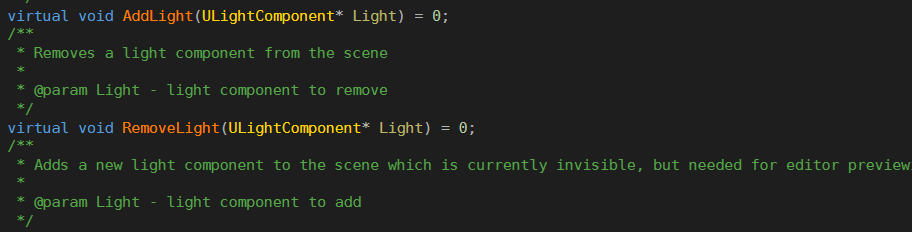 virtual void AddLight(ULightComponent* Light) = 0;
/**
 * Removes a light component from the scene
 *
 * @param Light - light component to remove
 */
virtual void RemoveLight(ULightComponent* Light) = 0;
/**
 * Adds a new light component to the scene which is currently invisible, but needed for editor preview
 *
 * @param Light - light component to add
 */